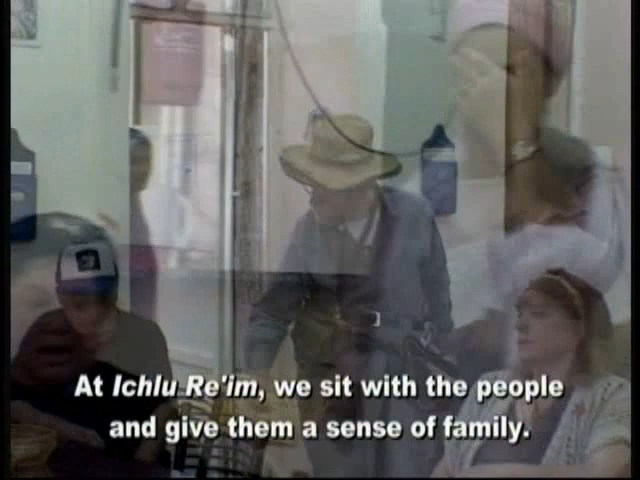 At Ichlu Re'im, we sit with the people
and give them a sense of family.